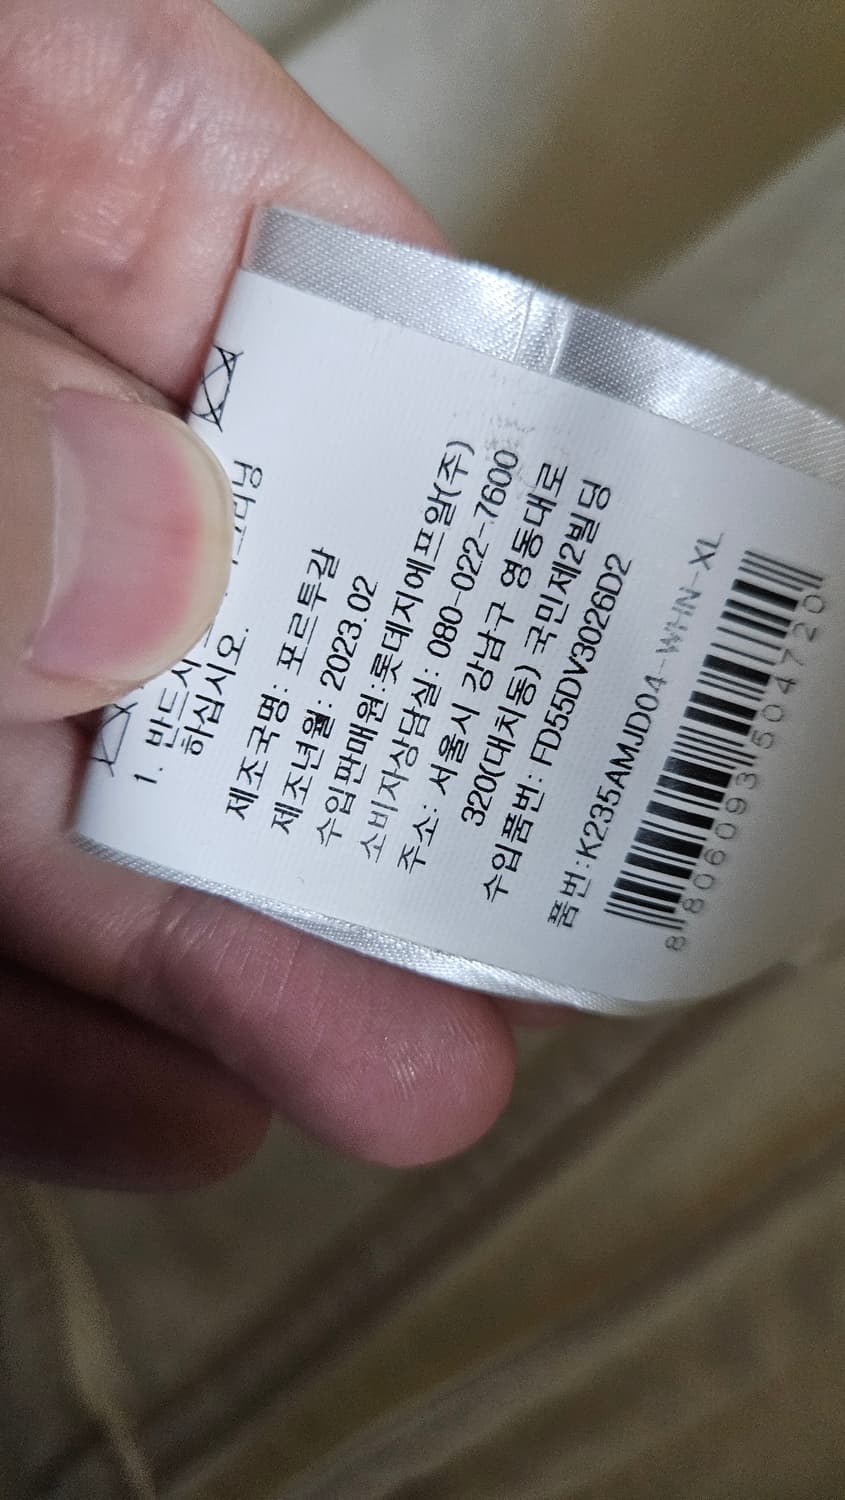 1. 반드시
하십시오.
제조국명: 포르투갈
제조년월: 2023.02
수입판매원:롯데지에프알(주)
소비자상담실: 080-022-7600
주소: 서울시 강남구 영동대로
320(대치동) 국민제2빌딩
수입품번: FD55DV3026D2
품번:K235AMJD04-WHN-XL
8806093504720